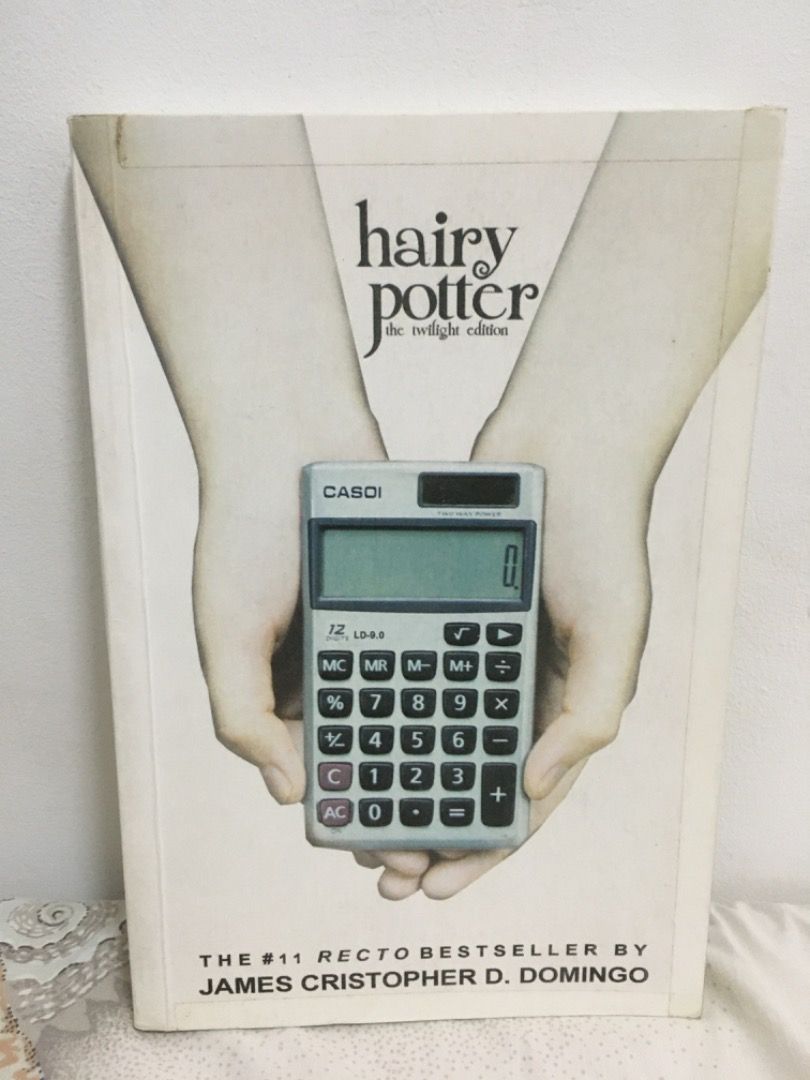 hairy
potter
the twilight edition
CASOI
TWO WAY POWER
0.
12 LD-9.0
DIGITS
√ ▶
MC MR M− M+ ÷
% 7 8 9 ×
+/− 4 5 6 −
C 1 2 3 +
AC 0 · =
THE #11 RECTO BESTSELLER BY
JAMES CRISTOPHER D. DOMINGO